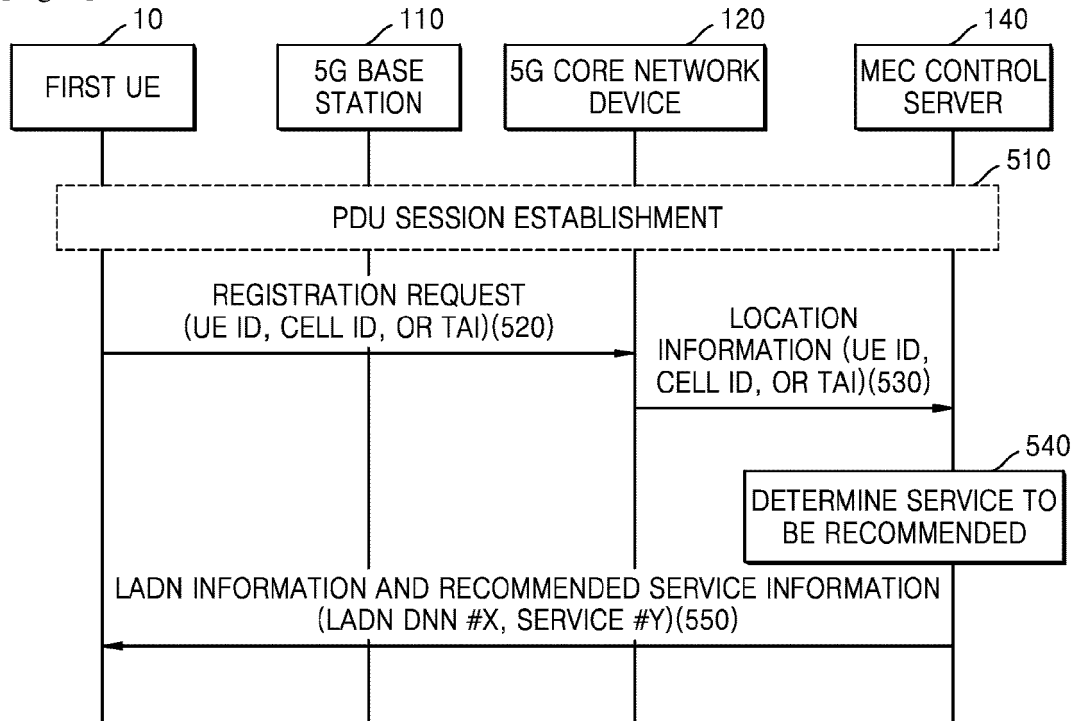 10
110
120
140
FIRST UE
5G BASE
STATION
5G CORE NETWORK
DEVICE
MEC CONTROL
SERVER
510
PDU SESSION ESTABLISHMENT
REGISTRATION REQUEST
(UE ID, CELL ID, OR TAI)(520)
LOCATION
INFORMATION (UE ID,
CELL ID, OR TAI)(530)
540
DETERMINE SERVICE TO
BE RECOMMENDED
LADN INFORMATION AND RECOMMENDED SERVICE INFORMATION
(LADN DNN #X, SERVICE #Y)(550)